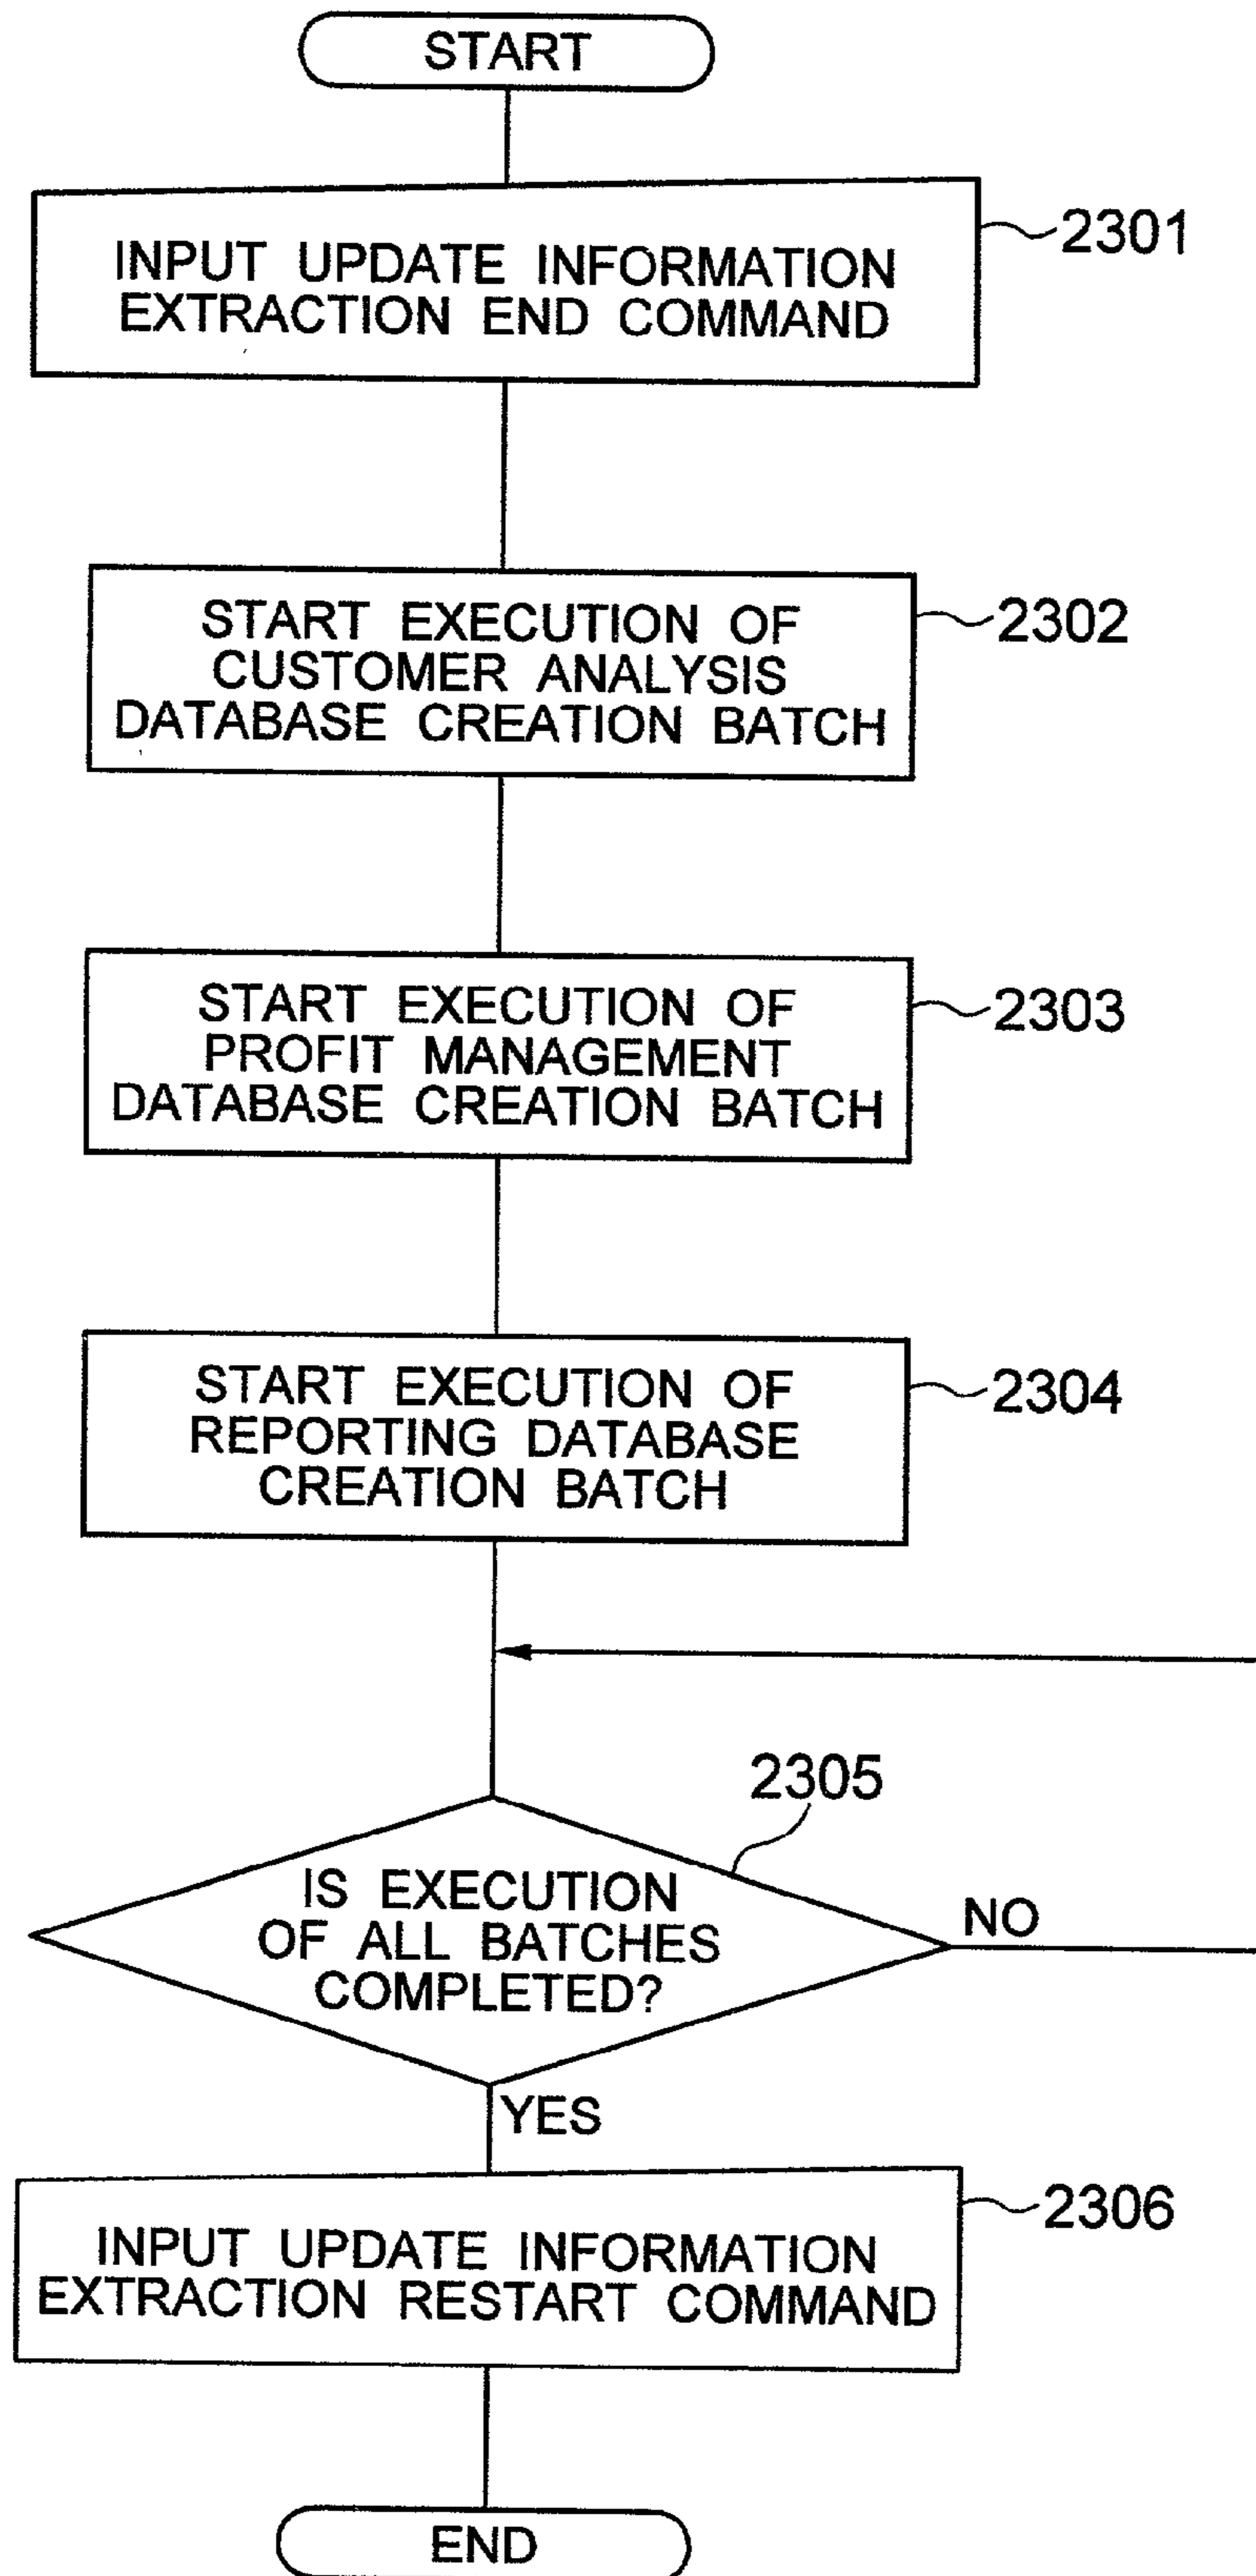 START
INPUT UPDATE INFORMATION
EXTRACTION END COMMAND
2301
START EXECUTION OF
CUSTOMER ANALYSIS
DATABASE CREATION BATCH
2302
START EXECUTION OF
PROFIT MANAGEMENT
DATABASE CREATION BATCH
2303
START EXECUTION OF
REPORTING DATABASE
CREATION BATCH
2304
2305
IS EXECUTION
OF ALL BATCHES
COMPLETED?
NO
YES
INPUT UPDATE INFORMATION
EXTRACTION RESTART COMMAND
2306
END